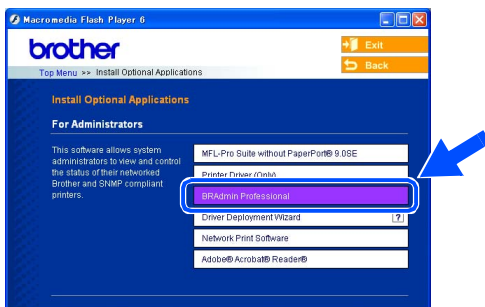 Macromedia Flash Player 6
brother
Exit
Back
Top Menu >> Install Optional Applications
Install Optional Applications
For Administrators
This software allows system
administrators to view and control
the status of their networked
Brother and SNMP compliant
printers.
MFL-Pro Suite without PaperPort® 9.0SE
Printer Driver (Only)
BRAdmin Professional
Driver Deployment Wizard
?
Network Print Software
Adobe® Acrobat® Reader®